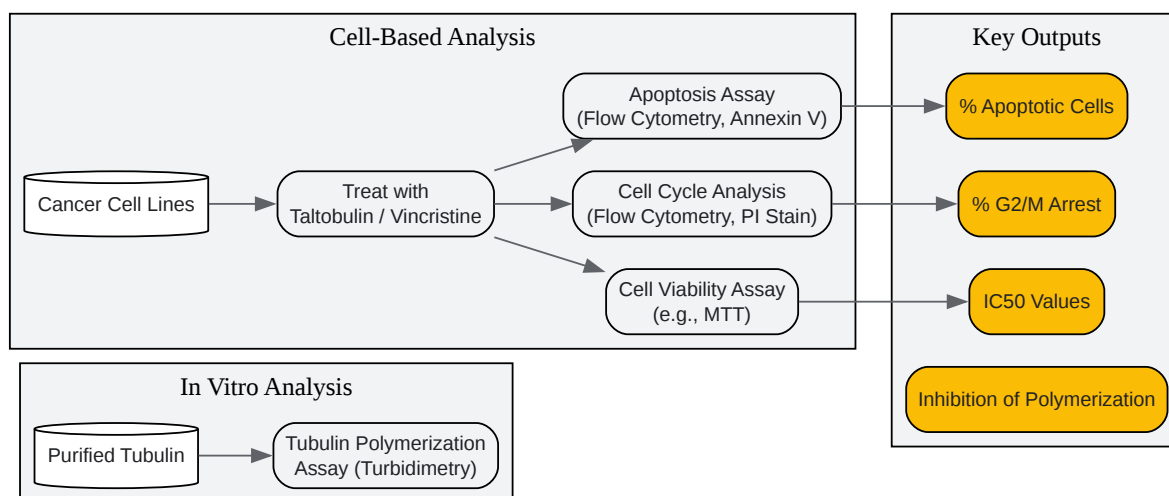 Cell-Based Analysis
Cancer Cell Lines
Treat with
Taltobulin / Vincristine
Apoptosis Assay
(Flow Cytometry, Annexin V)
Cell Cycle Analysis
(Flow Cytometry, PI Stain)
Cell Viability Assay
(e.g., MTT)
Key Outputs
% Apoptotic Cells
% G2/M Arrest
IC50 Values
Inhibition of Polymerization
In Vitro Analysis
Purified Tubulin
Tubulin Polymerization
Assay (Turbidimetry)